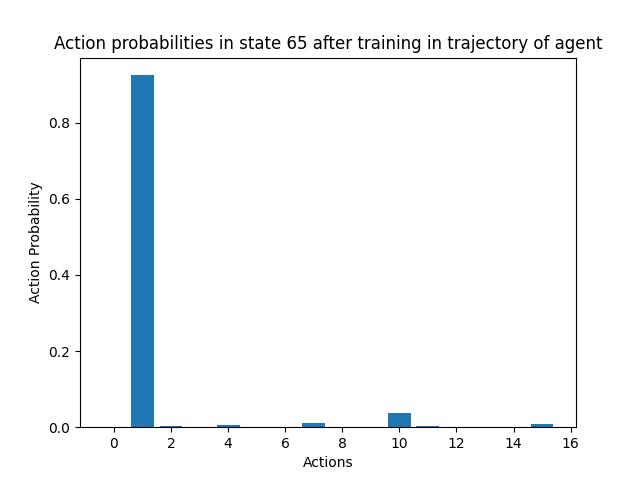 Action probabilities in state 65 after training in trajectory of agent
Action Probability
0.8
0.6
0.4
0.2
0.0
0 2 4 6 8 10 12 14 16
Actions